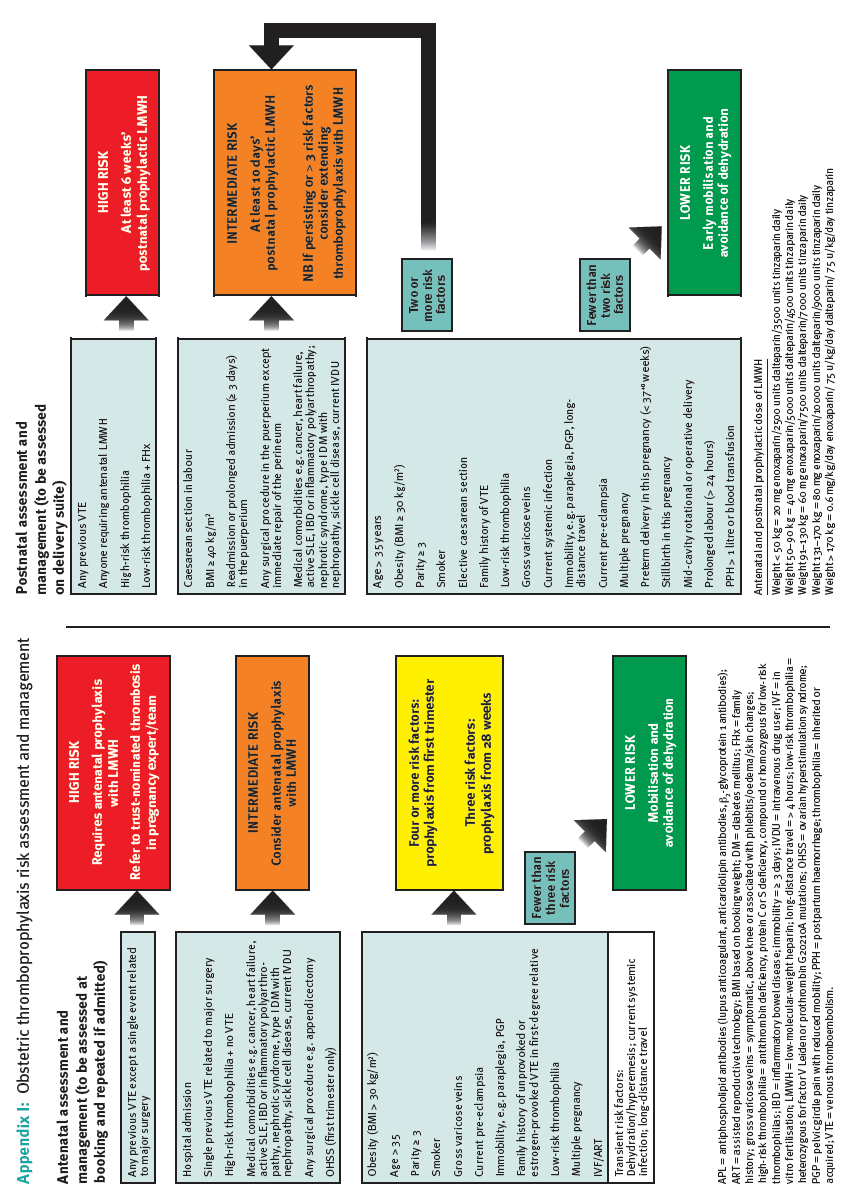 Appendix I: Obstetric thromboprophylaxis risk assessment and management
Antenatal assessment and
management (to be assessed at
booking and repeated if admitted)
Any previous VTE except a single event related
to major surgery
HIGH RISK
Requires antenatal prophylaxis
with LMWH
Refer to trust-nominated thrombosis
in pregnancy expert/team
Hospital admission
Single previous VTE related to major surgery
High-risk thrombophilia + no VTE
Medical comorbidities e.g. cancer, heart failure,
active SLE, IBD or inflammatory polyarthro-
pathy, nephrotic syndrome, type I DM with
nephropathy, sickle cell disease, current IVDU
Any surgical procedure e.g. appendicectomy
OHSS (first trimester only)
INTERMEDIATE RISK
Consider antenatal prophylaxis
with LMWH
Obesity (BMI > 30 kg/m²)
Age > 35
Parity ≥ 3
Smoker
Gross varicose veins
Current pre-eclampsia
Immobility, e.g. paraplegia, PGP
Family history of unprovoked or
estrogen-provoked VTE in first-degree relative
Low-risk thrombophilia
Multiple pregnancy
IVF/ART
Transient risk factors:
Dehydration/hyperemesis; current systemic
infection; long-distance travel
Four or more risk factors:
prophylaxis from first trimester
Three risk factors:
prophylaxis from 28 weeks
Fewer than
three risk
factors
LOWER RISK
Mobilisation and
avoidance of dehydration
APL = antiphospholipid antibodies (lupus anticoagulant, anticardiolipin antibodies, β₂ glycoprotein 1 antibodies);
ART = assisted reproductive technology; BMI based on booking weight; DM = diabetes mellitus; FHx = family
history; gross varicose veins = symptomatic, above knee or associated with phlebitis/oedema/skin changes;
high-risk thrombophilia = antithrombin deficiency, protein C or S deficiency, compound or homozygous for low-risk
thrombophilias; IBD = inflammatory bowel disease; immobility = ≥ 3 days; IVDU = intravenous drug user; IVF = in
vitro fertilisation; LMWH = low-molecular-weight heparin; long-distance travel = > 4 hours; low-risk thrombophilia =
heterozygous for factor V Leiden or prothrombin G20210A mutations; OHSS = ovarian hyperstimulation syndrome;
PGP = pelvic girdle pain with reduced mobility; PPH = postpartum haemorrhage; thrombophilia = inherited or
acquired; VTE = venous thromboembolism.
Postnatal assessment and
management (to be assessed
on delivery suite)
Any previous VTE
Anyone requiring antenatal LMWH
High-risk thrombophilia
Low-risk thrombophilia + FHx
HIGH RISK
At least 6 weeks'
postnatal prophylactic LMWH
Caesarean section in labour
BMI ≥ 40 kg/m²
Readmission or prolonged admission (≥ 3 days)
in the puerperium
Any surgical procedure in the puerperium except
immediate repair of the perineum
Medical comorbidities e.g. cancer, heart failure,
active SLE, IBD or inflammatory polyarthropathy;
nephrotic syndrome, type I DM with
nephropathy, sickle cell disease, current IVDU
INTERMEDIATE RISK
At least 10 days'
postnatal prophylactic LMWH
NB If persisting or > 3 risk factors
consider extending
thromboprophylaxis with LMWH
Age > 35 years
Obesity (BMI ≥ 30 kg/m²)
Parity ≥ 3
Smoker
Elective caesarean section
Family history of VTE
Low-risk thrombophilia
Gross varicose veins
Current systemic infection
Immobility, e.g. paraplegia, PGP, long-
distance travel
Current pre-eclampsia
Multiple pregnancy
Preterm delivery in this pregnancy (< 37⁺⁰ weeks)
Stillbirth in this pregnancy
Mid-cavity rotational or operative delivery
Prolonged labour (> 24 hours)
PPH > 1 litre or blood transfusion
Two or
more risk
factors
Fewer than
two risk
factors
LOWER RISK
Early mobilisation and
avoidance of dehydration
Antenatal and postnatal prophylactic dose of LMWH
Weight < 50 kg = 20 mg enoxaparin/2500 units dalteparin/3500 units tinzaparin daily
Weight 50–90 kg = 40 mg enoxaparin/5000 units dalteparin/4500 units tinzaparin daily
Weight 91–130 kg = 60 mg enoxaparin/7500 units dalteparin/7000 units tinzaparin daily
Weight 131–170 kg = 80 mg enoxaparin/10000 units dalteparin/9000 units tinzaparin daily
Weight > 170 kg = 0.6 mg/kg/day enoxaparin/ 75 u/kg/day dalteparin/ 75 u/ kg/day tinzaparin